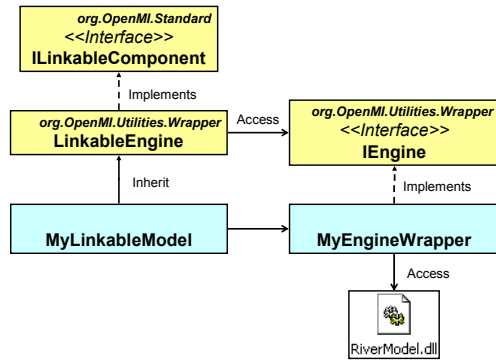 org.OpenMI.Standard
<<Interface>>
ILinkableComponent
Implements
org.OpenMI.Utilities.Wrapper
LinkableEngine
Access
org.OpenMI.Utilities.Wrapper
<<Interface>>
IEngine
Inherit
Implements
MyLinkableModel
MyEngineWrapper
Access
RiverModel.dll